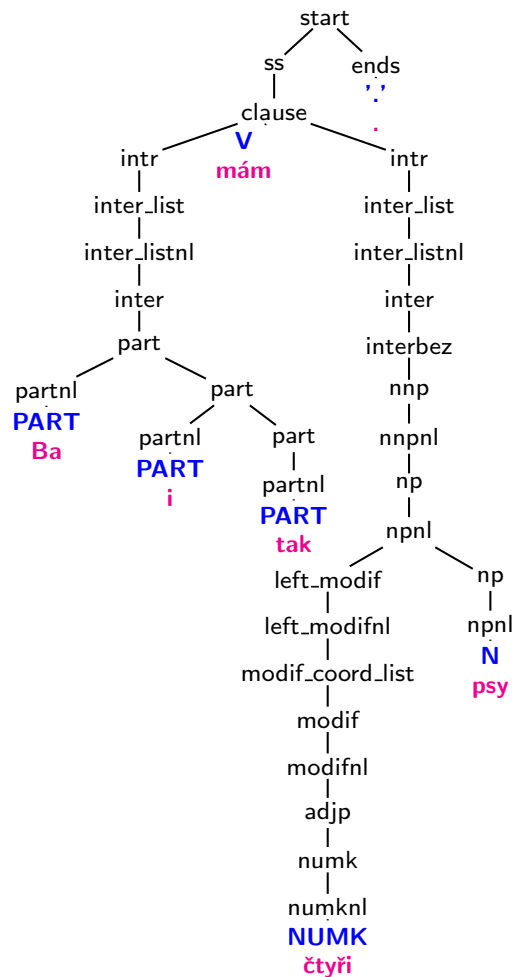 start
ss ends
'.'
clause .
V
intr mám intr
inter_list inter_list
inter_listnl inter_listnl
inter inter
part interbez
partnl part nnp
PART
Ba partnl part nnpnl
PART
i partnl np
PART
tak npnl
left_modif np
left_modifnl npnl
N
modif_coord_list psy
modif
modifnl
adjp
numk
numknl
NUMK
čtyři